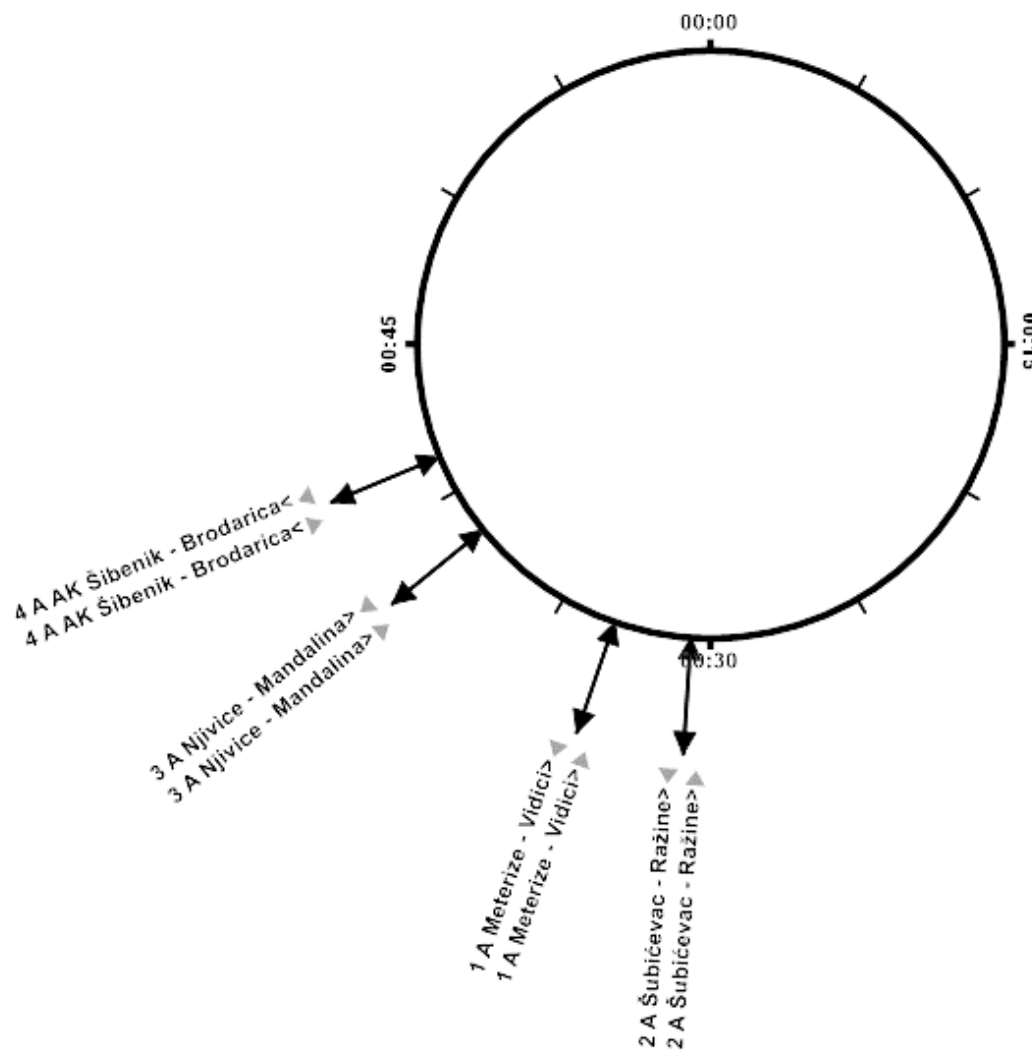 00:00
00:15
00:45
4 A AK Šibenik - Brodarica<
4 A AK Šibenik - Brodarica<
3 A Njivice - Mandalina>
3 A Njivice - Mandalina>
00:30
1 A Meterize - Vidici>
1 A Meterize - Vidici>
2 A Šubićevac - Ražine>
2 A Šubićevac - Ražine>